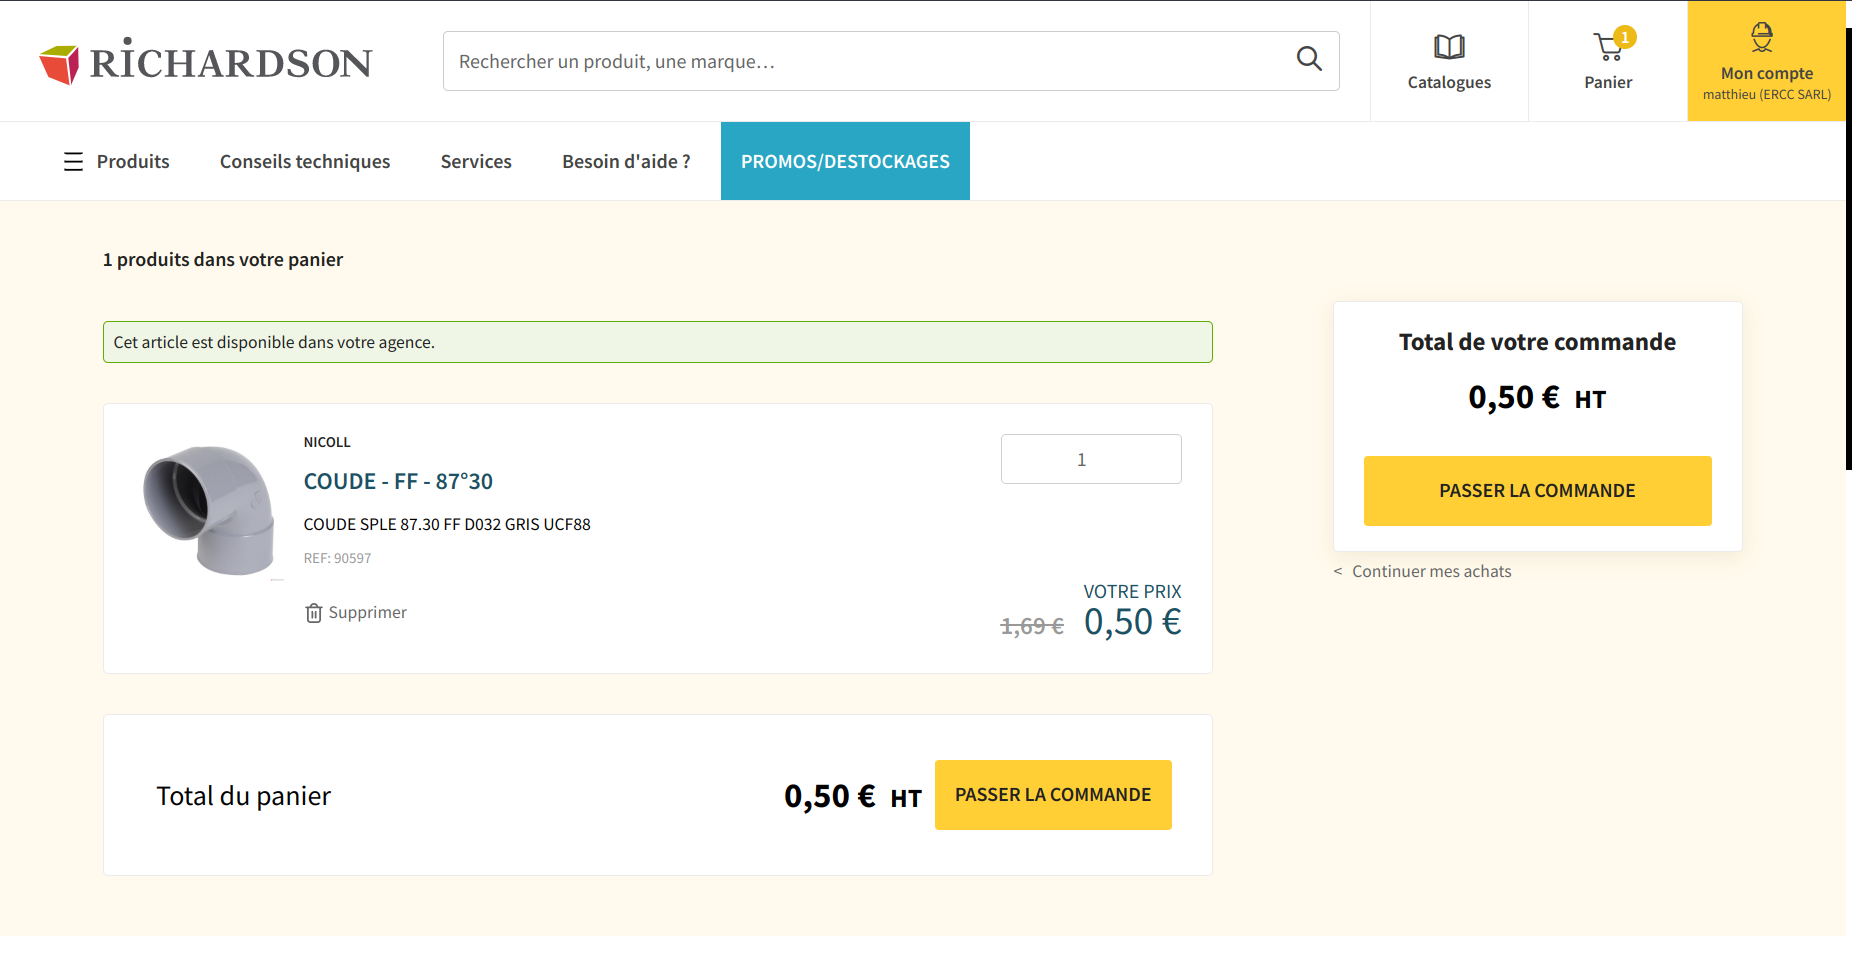 RiCHARDSON
Rechercher un produit, une marque…
Catalogues
1
Panier
Mon compte
matthieu (ERCC SARL)
Produits
Conseils techniques
Services
Besoin d'aide ?
PROMOS/DESTOCKAGES
1 produits dans votre panier
Cet article est disponible dans votre agence.
NICOLL
COUDE - FF - 87°30
COUDE SPLE 87.30 FF D032 GRIS UCF88
REF: 90597
Supprimer
1
VOTRE PRIX
1,69 € 0,50 €
Total du panier
0,50 € HT
PASSER LA COMMANDE
Total de votre commande
0,50 € HT
PASSER LA COMMANDE
< Continuer mes achats